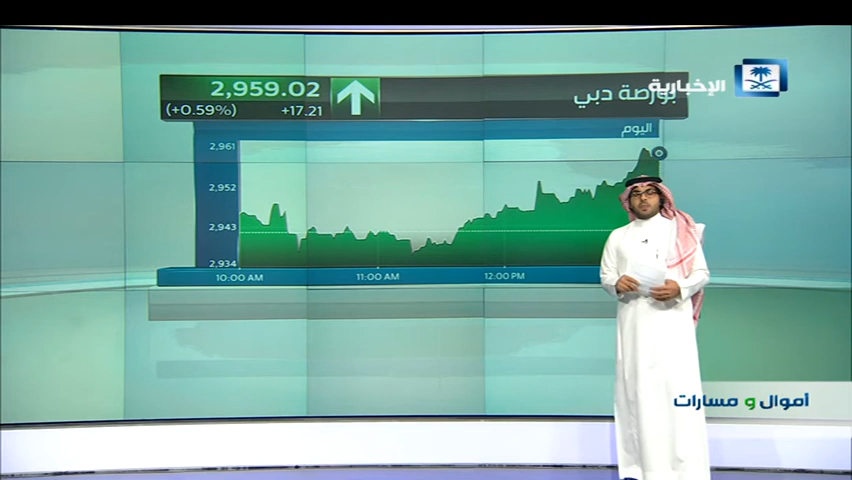 الإخبارية
بورصة دبي
2,959.02
(+0.59%) +17.21
اليوم
2,961
2,952
2,943
2,934
10:00 AM 11:00 AM 12:00 PM
أموال و مسارات